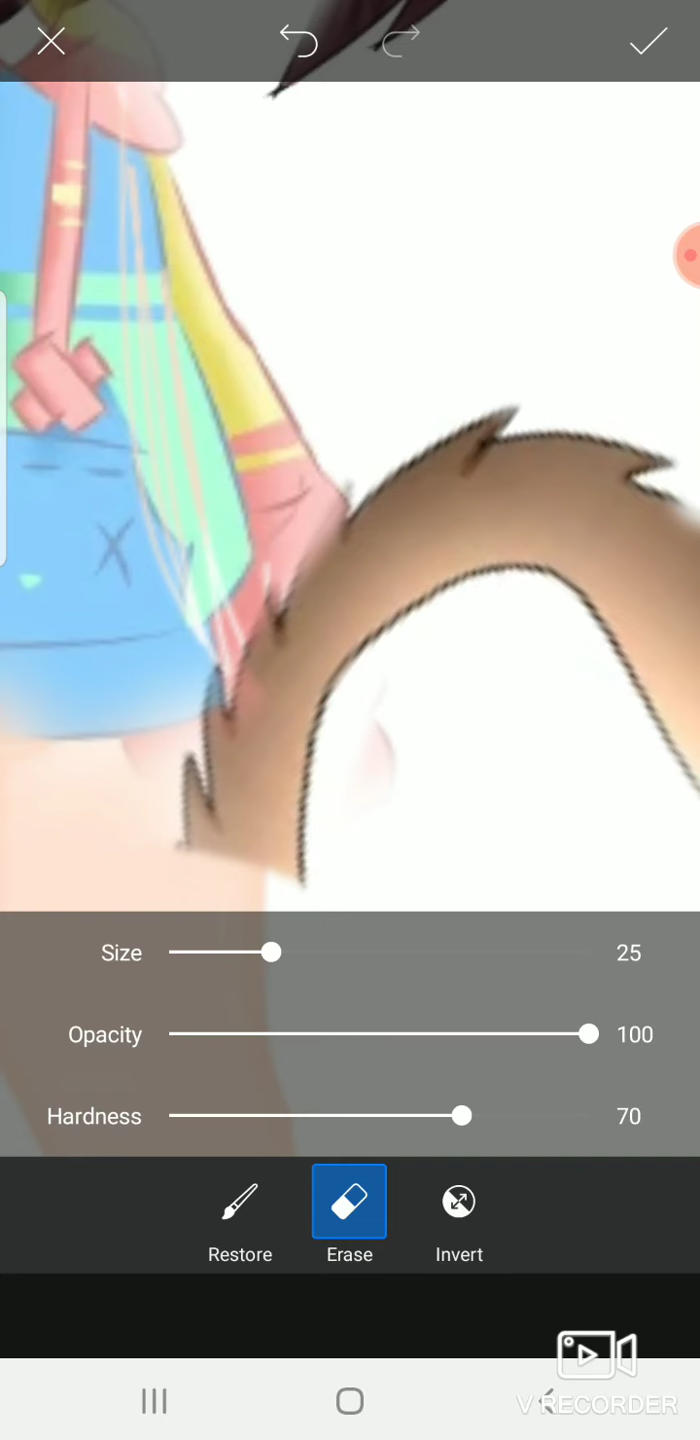 Size 25
Opacity 100
Hardness 70
Restore Erase Invert
V RECORDER